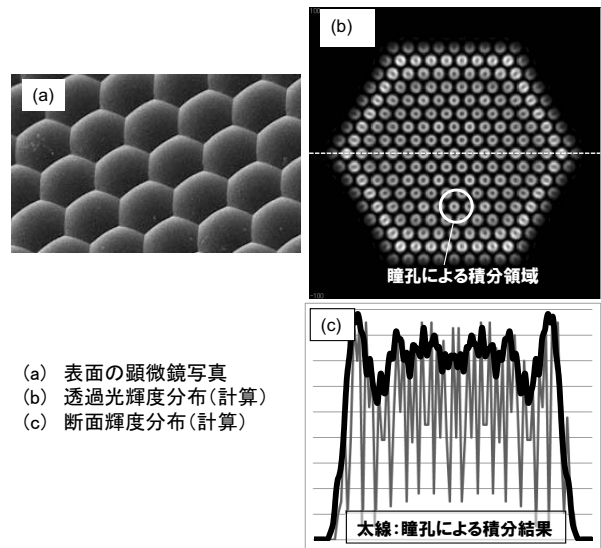 (a)
(b)
瞳孔による積分領域
-100
(c)
太線:瞳孔による積分結果
(a) 表面の顕微鏡写真
(b) 透過光輝度分布(計算)
(c) 断面輝度分布(計算)